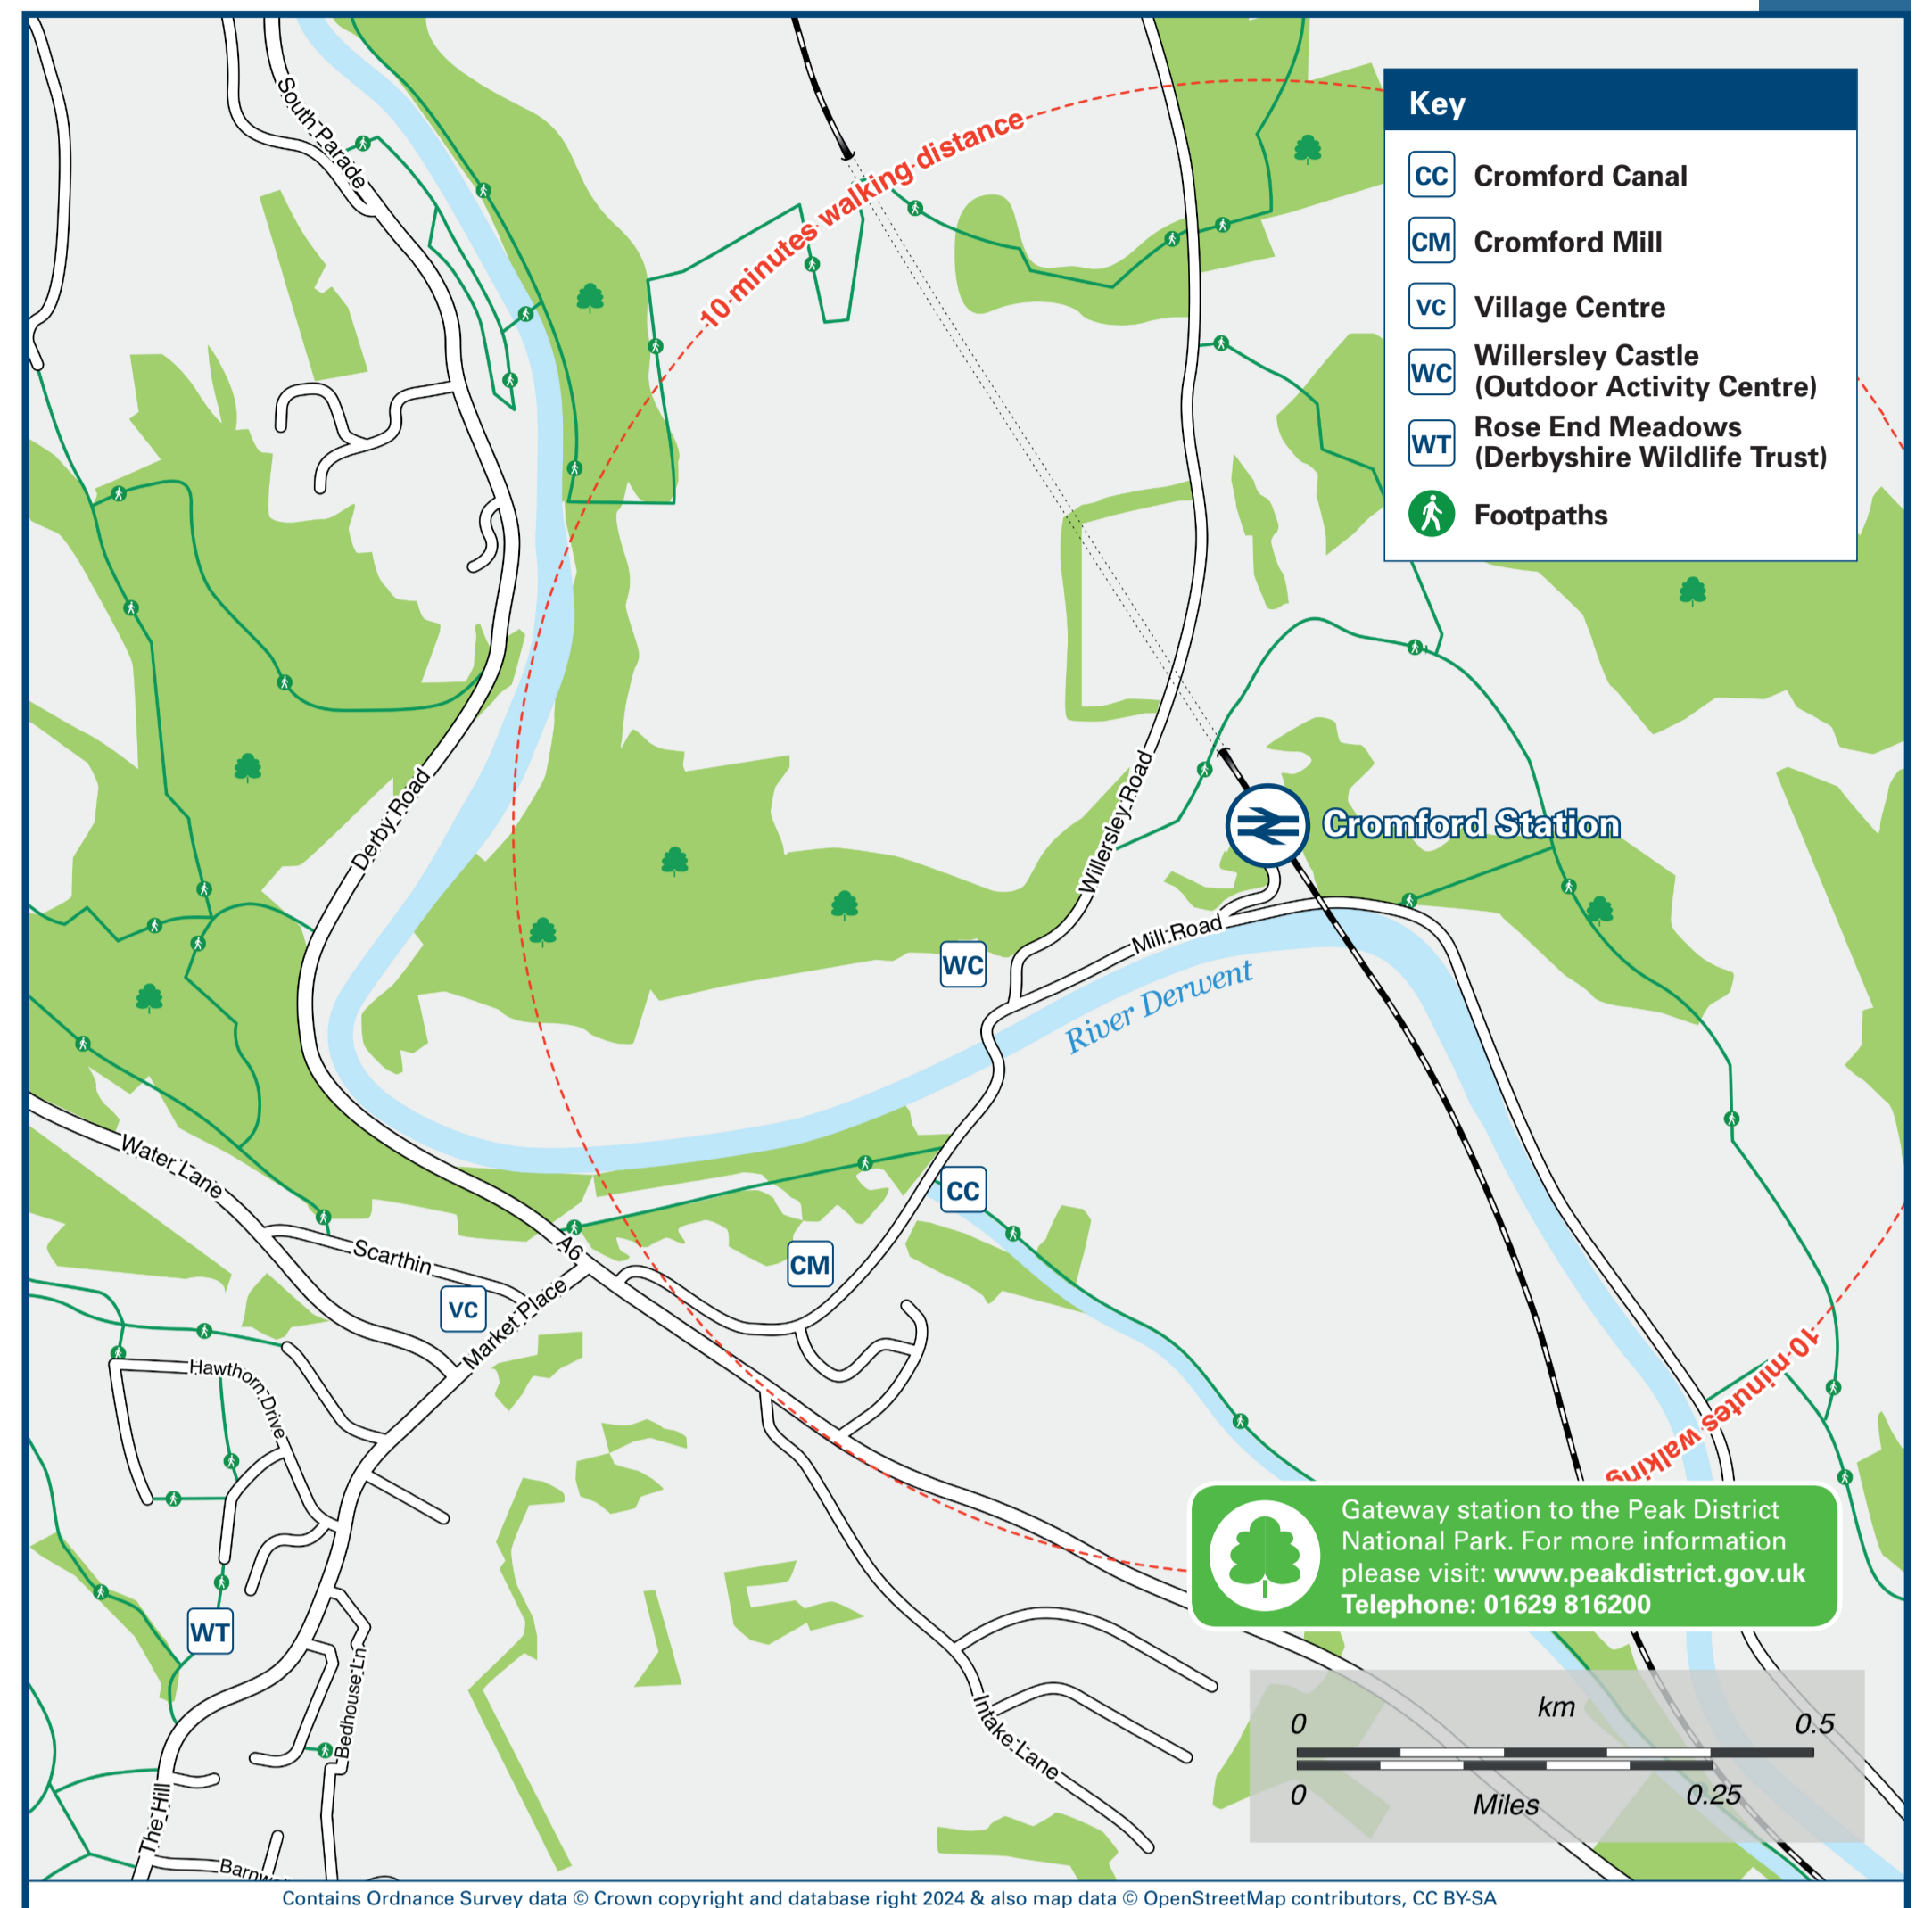 South Parade
10 minutes walking distance
Key
CC Cromford Canal
CM Cromford Mill
VC Village Centre
WC Willersley Castle
(Outdoor Activity Centre)
WT Rose End Meadows
(Derbyshire Wildlife Trust)
Footpaths
Derby Road
Willersley Road
Cromford Station
Mill Road
WC
River Derwent
Water Lane
CC
Scarthin
A6
CM
VC
Market Place
Hawthorn Drive
10 minutes walking
Gateway station to the Peak District
National Park. For more information
please visit: www.peakdistrict.gov.uk
Telephone: 01629 816200
WT
Bedhouse Ln
Intake Lane
km
0 0.5
0 0.25
Miles
The Hill
Contains Ordnance Survey data © Crown copyright and database right 2024 & also map data © OpenStreetMap contributors, CC BY-SA